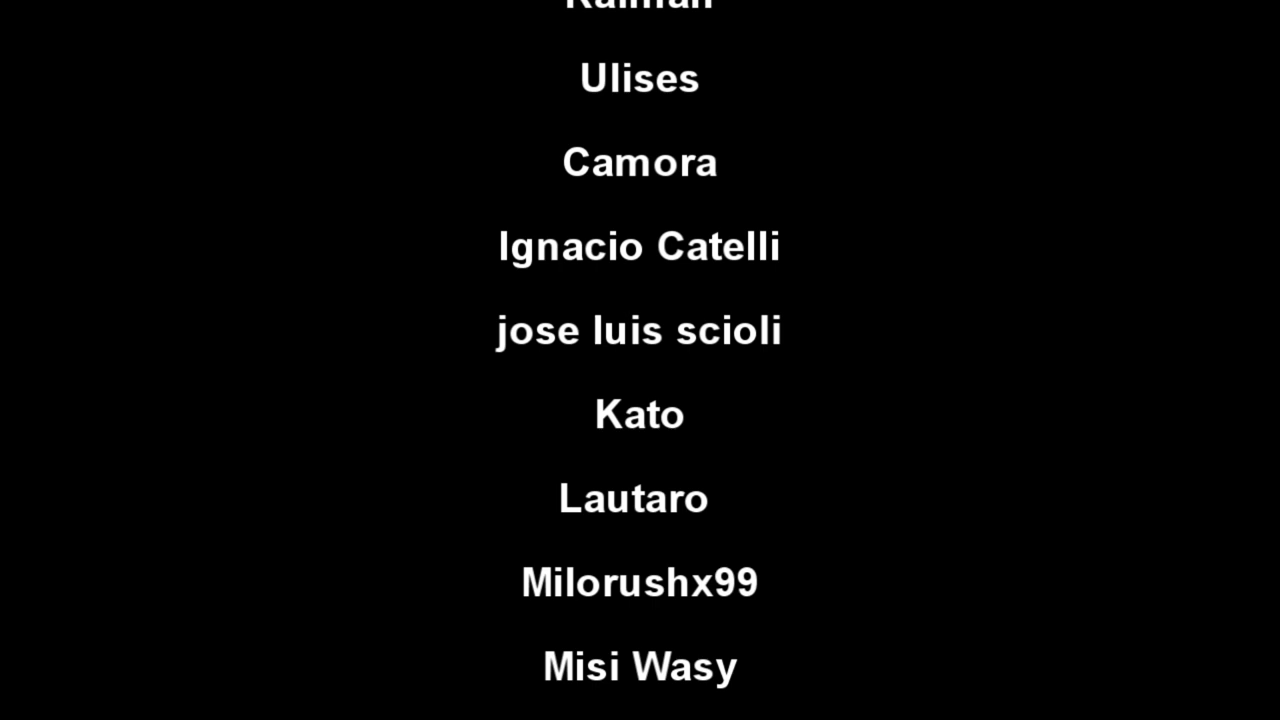 Ulises
Camora
Ignacio Catelli
jose luis scioli
Kato
Lautaro
Milorushx99
Misi Wasy